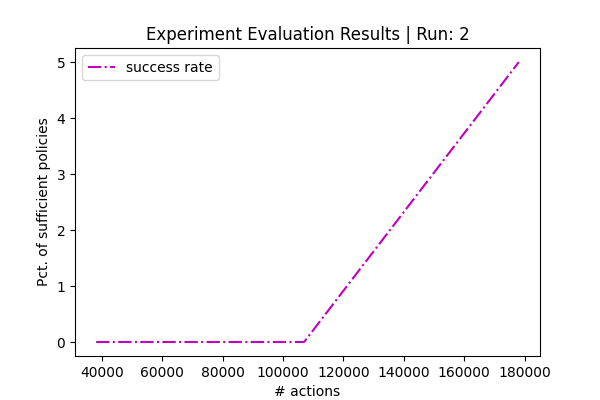 Experiment Evaluation Results | Run: 2
success rate
Pct. of sufficient policies
5
4
3
2
1
0
40000 60000 80000 100000 120000 140000 160000 180000
# actions